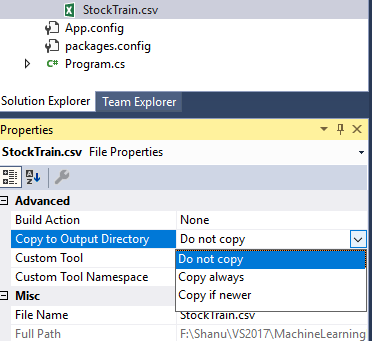 StockTrain.csv
App.config
packages.config
C# Program.cs
Solution Explorer Team Explorer
Properties
StockTrain.csv File Properties
Advanced
Build Action None
Copy to Output Directory Do not copy
Do not copy
Custom Tool
Copy always
Custom Tool Namespace
Copy if newer
Misc
File Name StockTrain.csv
Full Path F:\Shanu\VS2017\MachineLearning